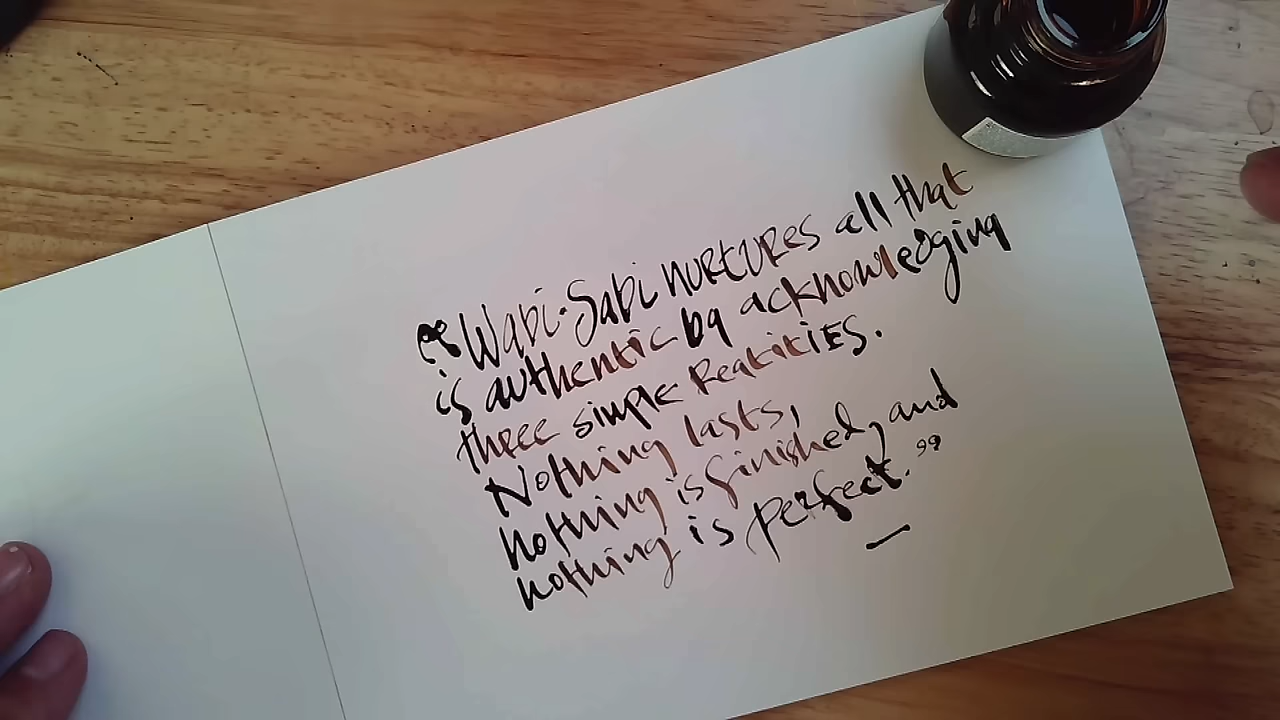 “Wabi-Sabi nurtures all that
is authentic by acknowledging
three simple realities.
Nothing lasts,
nothing is finished, and
nothing is perfect.”
—